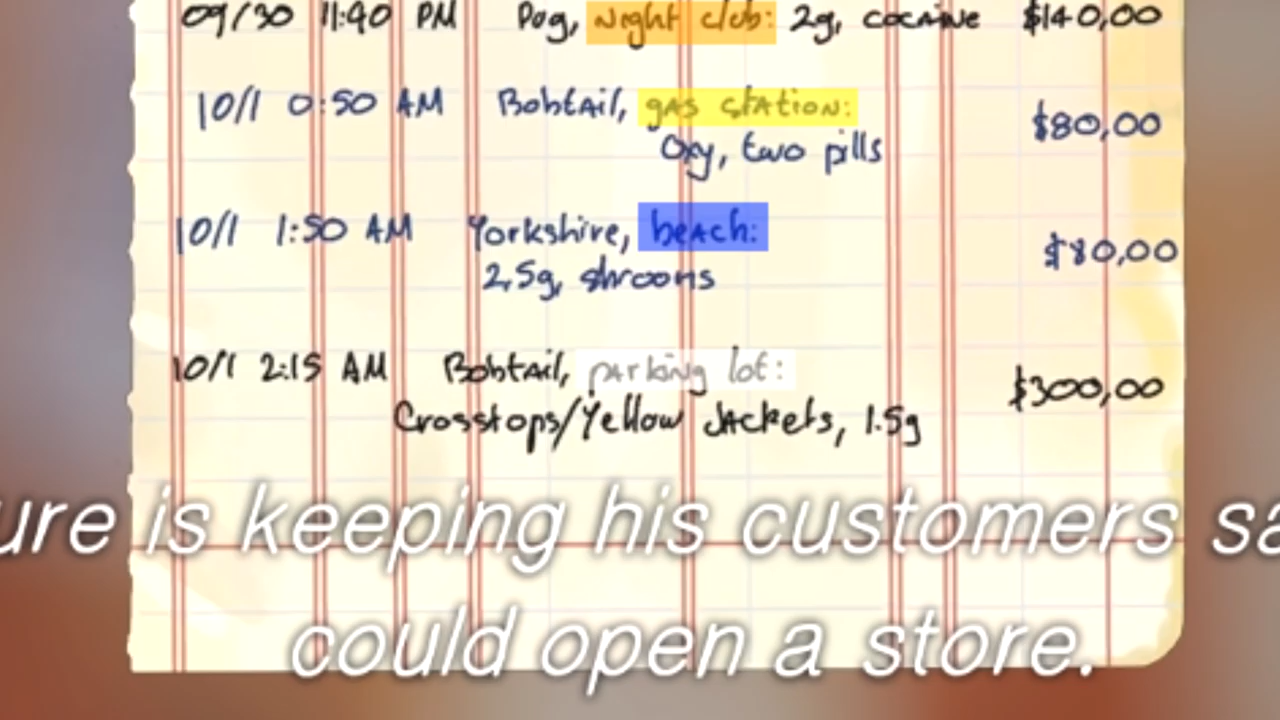 09/30 11:40 PM Pug, night club: 2g, cocaine $140,00
10/1 0:50 AM Bobtail, gas station: $80,00
Oxy, two pills
10/1 1:50 AM Yorkshire, beach: $80,00
2,5g, shrooms
10/1 2:15 AM Bobtail, parking lot: $300,00
Crosstops/Yellow Jackets, 1.5g
is keeping his customers
could open a store.